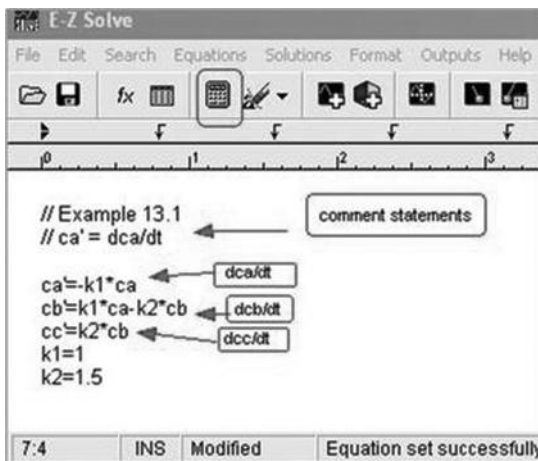 E-Z Solve
File Edit Search Equations Solutions Format Outputs Help
fx
0 1 2 3
// Example 13.1
// ca' = dca/dt
comment statements
ca'=-k1*ca
dca/dt
cb'=k1*ca-k2*cb
dcb/dt
cc'=k2*cb
dcc/dt
k1=1
k2=1.5
7:4 INS Modified Equation set successfully